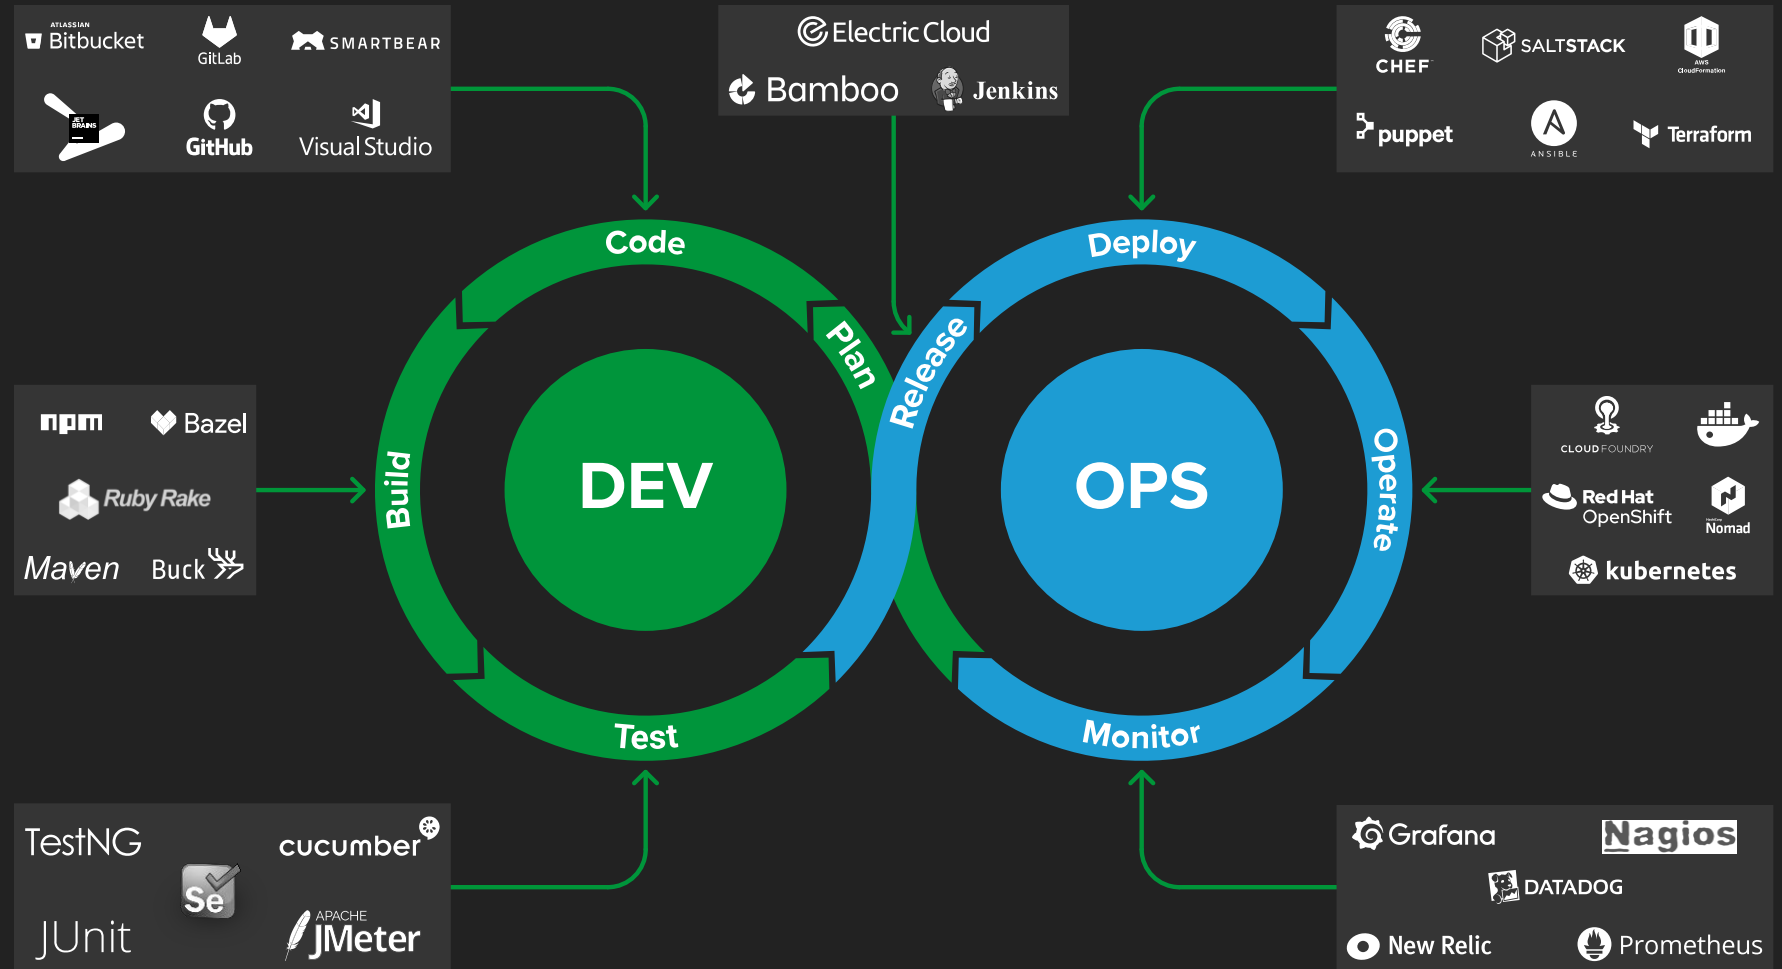 ATLASSIAN
Bitbucket
GitLab
SMARTBEAR
JET
BRAINS
GitHub
Visual Studio
Electric Cloud
Bamboo
Jenkins
CHEF
SALTSTACK
AWS
CloudFormation
puppet
ANSIBLE
Terraform
Code
Plan
Build
Test
DEV
Release
Deploy
Operate
Monitor
OPS
npm
Bazel
Ruby Rake
Maven
Buck
CLOUD FOUNDRY
Red Hat
OpenShift
HashiCorp
Nomad
kubernetes
TestNG
cucumber
Se
JUnit
APACHE
JMeter
Grafana
Nagios
DATADOG
New Relic
Prometheus